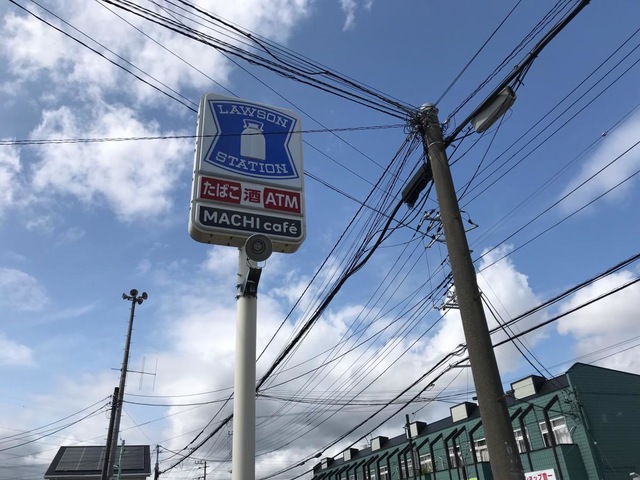 LAWSON
STATION
たばこ 酒 ATM
MACHI café